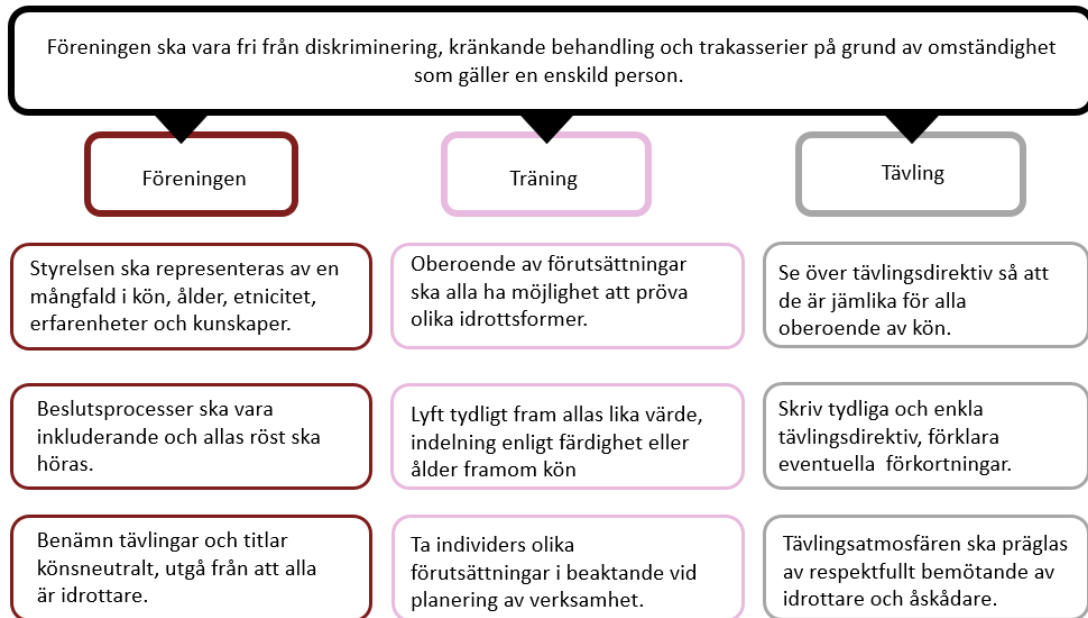 Föreningen ska vara fri från diskriminering, kränkande behandling och trakasserier på grund av omständighet
som gäller en enskild person.
Föreningen
Träning
Tävling
Styrelsen ska representeras av en
mångfald i kön, ålder, etnicitet,
erfarenheter och kunskaper.
Oberoende av förutsättningar
ska alla ha möjlighet att pröva
olika idrottsformer.
Se över tävlingsdirektiv så att
de är jämlika för alla
oberoende av kön.
Beslutsprocesser ska vara
inkluderande och allas röst ska
höras.
Lyft tydligt fram allas lika värde,
indelning enligt färdighet eller
ålder framom kön
Skriv tydliga och enkla
tävlingsdirektiv, förklara
eventuella förkortningar.
Benämn tävlingar och titlar
könsneutralt, utgå från att alla
är idrottare.
Ta individers olika
förutsättningar i beaktande vid
planering av verksamhet.
Tävlingsatmosfären ska präglas
av respektfullt bemötande av
idrottare och åskådare.